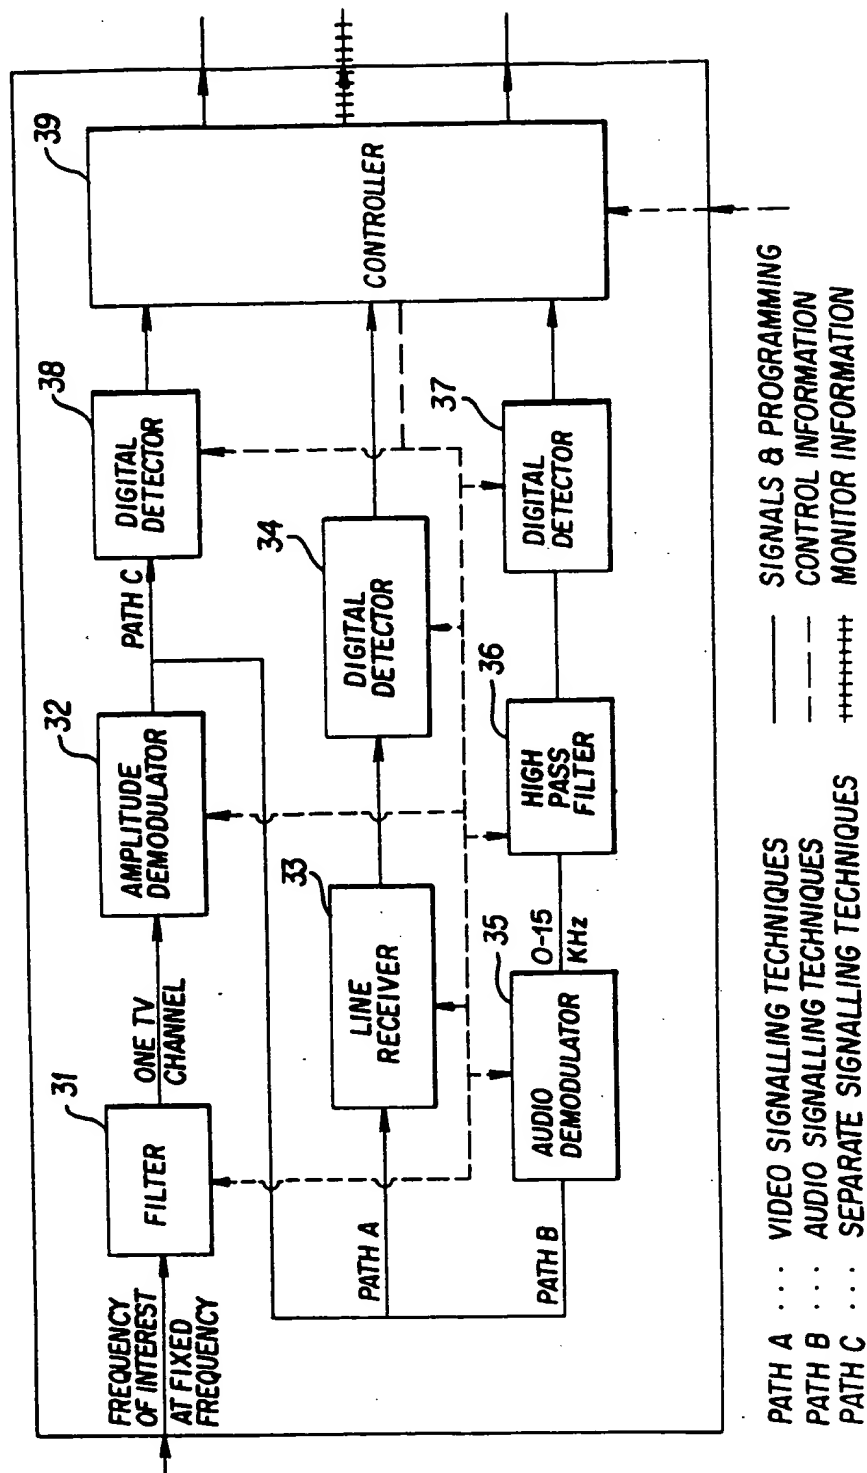 FREQUENCY
OF INTEREST
AT FIXED
FREQUENCY
31
FILTER
ONE TV
CHANNEL
32
AMPLITUDE
DEMODULATOR
PATH C
38
DIGITAL
DETECTOR
39
CONTROLLER
PATH A
33
LINE
RECEIVER
34
DIGITAL
DETECTOR
PATH B
35
AUDIO
DEMODULATOR
0-15
KHz
36
HIGH
PASS
FILTER
37
DIGITAL
DETECTOR
PATH A ... VIDEO SIGNALLING TECHNIQUES
PATH B ... AUDIO SIGNALLING TECHNIQUES
PATH C ... SEPARATE SIGNALLING TECHNIQUES
SIGNALS & PROGRAMMING
CONTROL INFORMATION
MONITOR INFORMATION